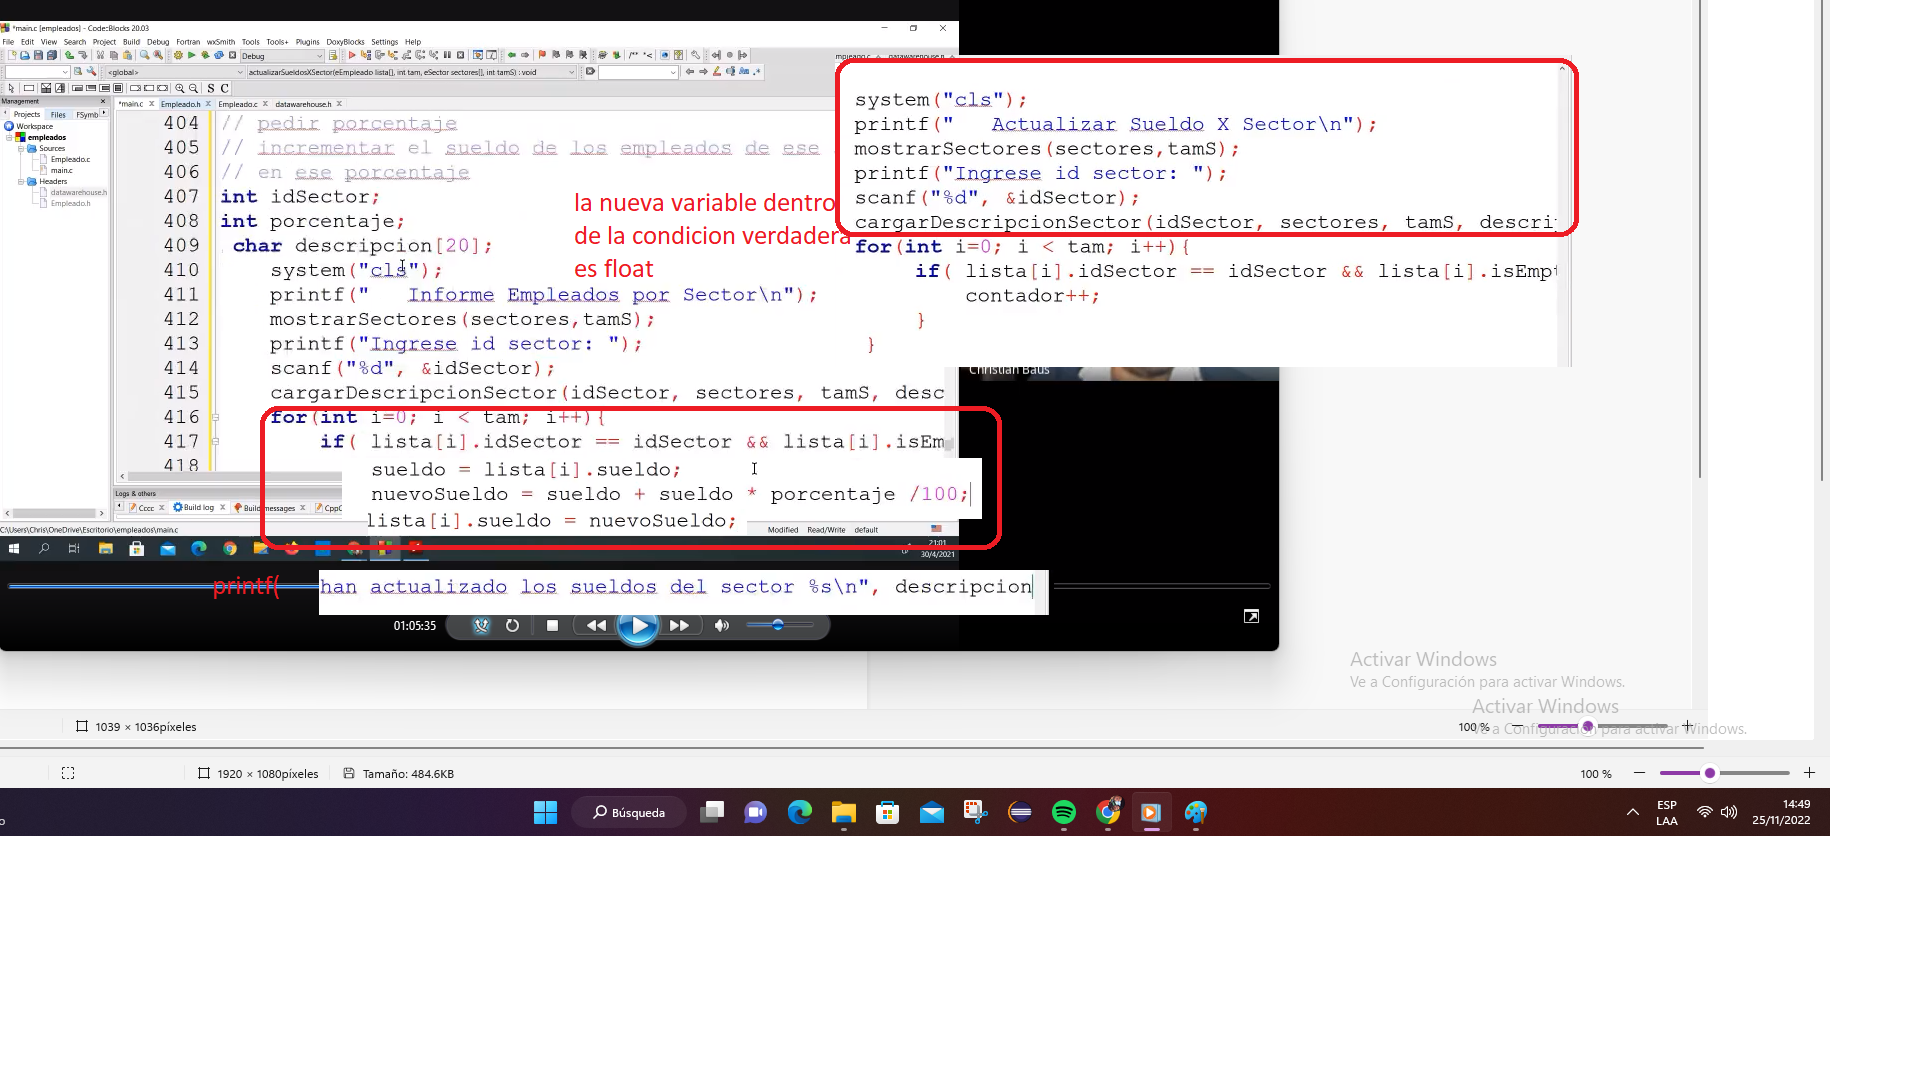 *main.c [empleados] - Code::Blocks 20.03
File Edit View Search Project Build Debug Fortran wxSmith Tools Tools+ Plugins DoxyBlocks Settings Help
Debug
<global>
actualizarSueldosXSector(eEmpleado lista[], int tam, eSector sectores[], int tamS) : void
S C
Management
Projects Files FSymb
Workspace
empleados
Sources
Empleado.c
main.c
Headers
datawarehouse.h
Empleado.h
*main.c Empleado.h Empleado.c datawarehouse.h
404 // pedir porcentaje
405 // incrementar el sueldo de los empleados de ese
406 // en ese porcentaje
407 int idSector;
408 int porcentaje;
409 char descripcion[20];
410 system("cls");
411 printf("   Informe Empleados por Sector\n");
412 mostrarSectores(sectores,tamS);
413 printf("Ingrese id sector: ");
414 scanf("%d", &idSector);
415 cargarDescripcionSector(idSector, sectores, tamS, desc
416 for(int i=0; i < tam; i++){
417 if( lista[i].idSector == idSector && lista[i].isEm
418
sueldo = lista[i].sueldo;
nuevoSueldo = sueldo + sueldo * porcentaje /100;
lista[i].sueldo = nuevoSueldo;
la nueva variable dentro
de la condicion verdadera
es float
system("cls");
printf("   Actualizar Sueldo X Sector\n");
mostrarSectores(sectores,tamS);
printf("Ingrese id sector: ");
scanf("%d", &idSector);
cargarDescripcionSector(idSector, sectores, tamS, descri
for(int i=0; i < tam; i++){
if( lista[i].idSector == idSector && lista[i].isEmpt
contador++;
}
}
Christian Baus
Logs & others
Cccc Build log Build messages CppC
C:\Users\Chris\OneDrive\Escritorio\empleados\main.c
Modified Read/Write default
21:01
30/4/2021
printf( han actualizado los sueldos del sector %s\n", descripcion
01:05:35
Activar Windows
Ve a Configuración para activar Windows.
Activar Windows
Ve a Configuración para activar Windows.
1039 × 1036píxeles
100 %
1920 × 1080píxeles
Tamaño: 484.6KB
100 %
Búsqueda
ESP
LAA
14:49
25/11/2022